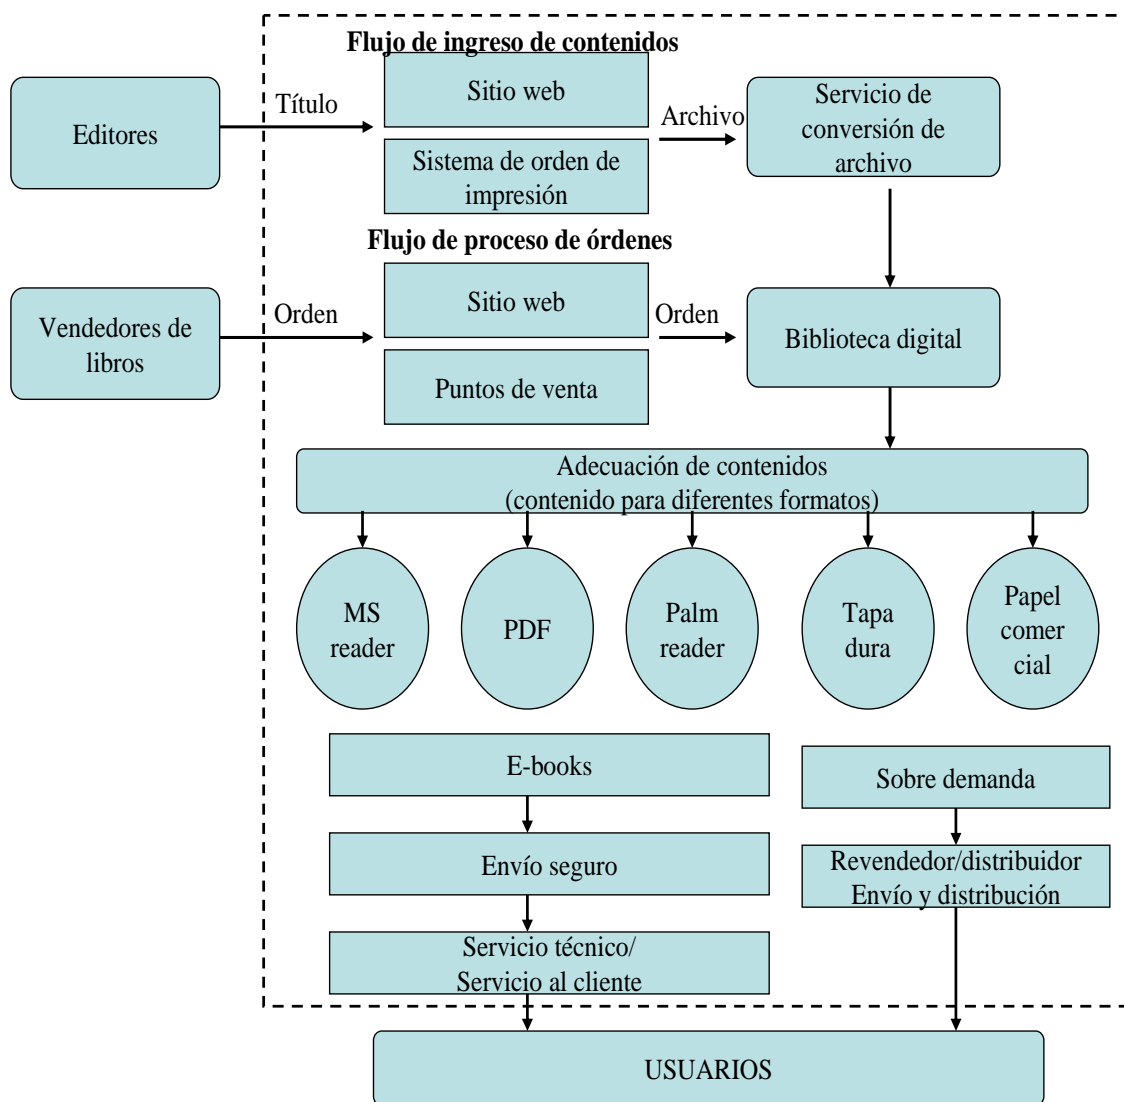 Flujo de ingreso de contenidos
Editores
Título
Sitio web
Sistema de orden de
impresión
Archivo
Servicio de
conversión de
archivo
Flujo de proceso de órdenes
Vendedores de
libros
Orden
Sitio web
Puntos de venta
Orden
Biblioteca digital
Adecuación de contenidos
(contenido para diferentes formatos)
MS
reader
PDF
Palm
reader
Tapa
dura
Papel
comer
cial
E-books
Envío seguro
Servicio técnico/
Servicio al cliente
Sobre demanda
Revendedor/distribuidor
Envío y distribución
USUARIOS